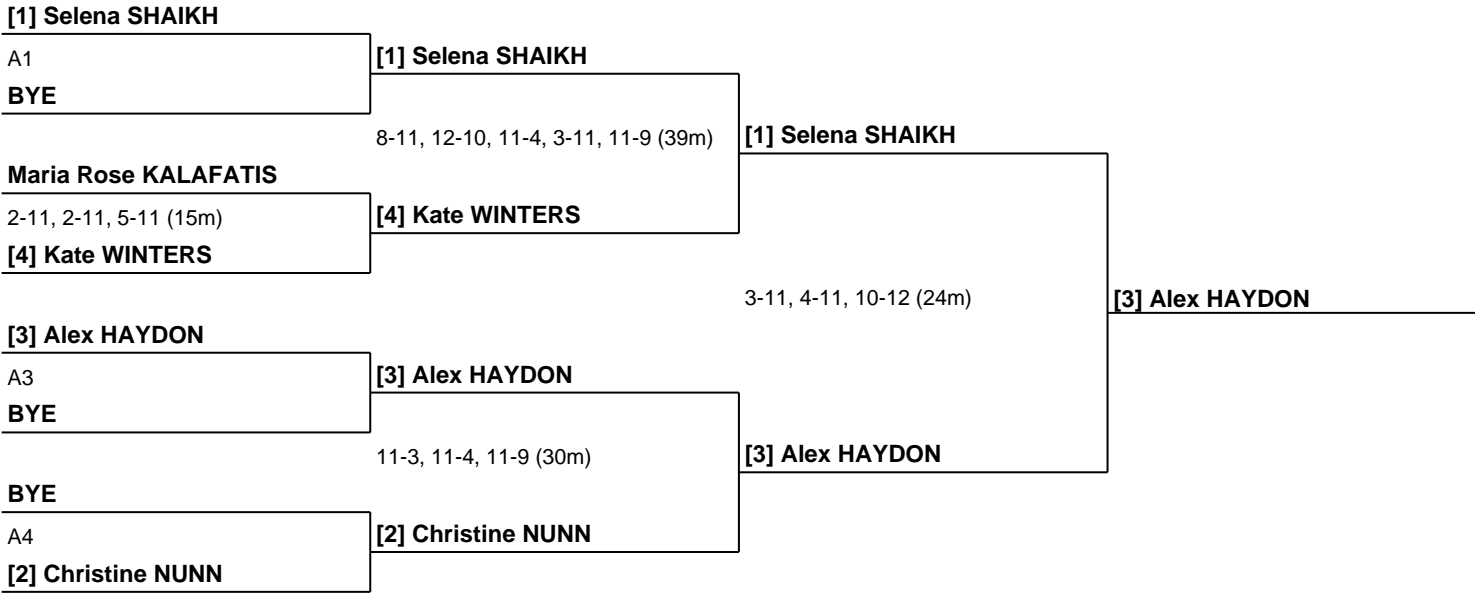 [1] Selena SHAIKH
A1
BYE
[1] Selena SHAIKH
8-11, 12-10, 11-4, 3-11, 11-9 (39m)
[1] Selena SHAIKH
Maria Rose KALAFATIS
2-11, 2-11, 5-11 (15m)
[4] Kate WINTERS
[4] Kate WINTERS
3-11, 4-11, 10-12 (24m)
[3] Alex HAYDON
[3] Alex HAYDON
A3
BYE
[3] Alex HAYDON
11-3, 11-4, 11-9 (30m)
[3] Alex HAYDON
BYE
A4
[2] Christine NUNN
[2] Christine NUNN